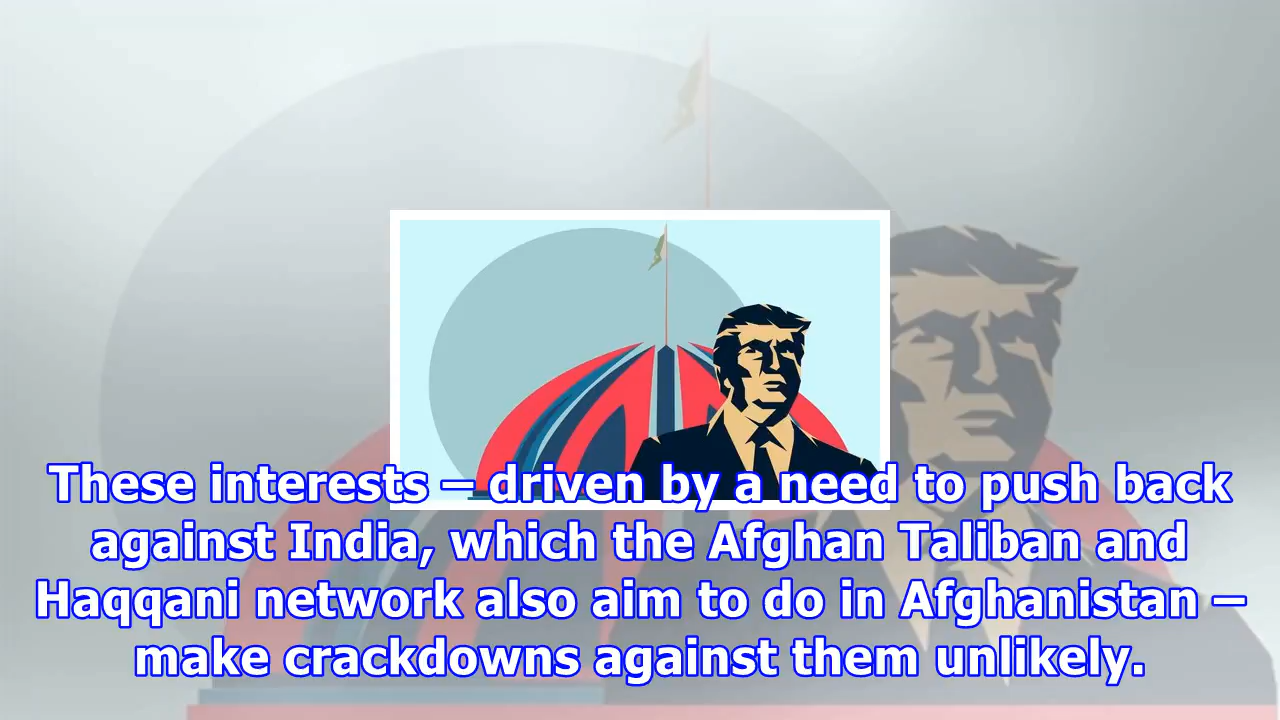 These interests – driven by a need to push back
against India, which the Afghan Taliban and
Haqqani network also aim to do in Afghanistan –
make crackdowns against them unlikely.